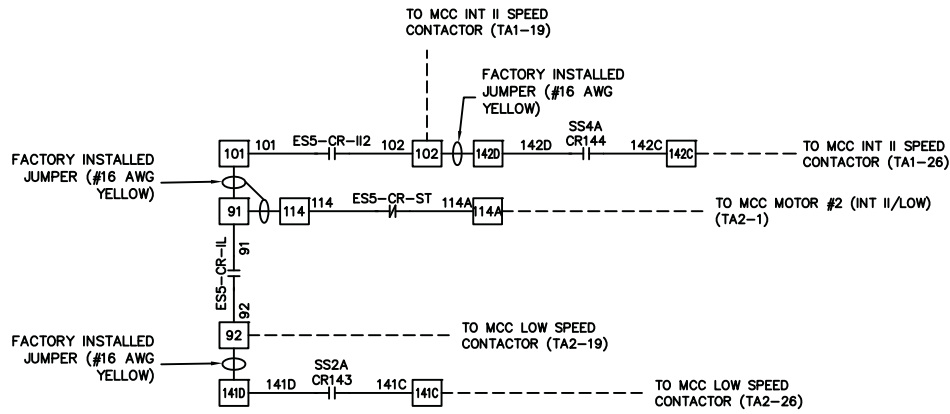 TO MCC INT II SPEED
CONTACTOR (TA1-19)
FACTORY INSTALLED
JUMPER (#16 AWG
YELLOW)
101
101
ES5-CR-II2
102
102
142D
142D
SS4A
CR144
142C
142C
TO MCC INT II SPEED
CONTACTOR (TA1-26)
FACTORY INSTALLED
JUMPER (#16 AWG
YELLOW)
91
114
114
ES5-CR-ST
114A
114A
TO MCC MOTOR #2 (INT II/LOW)
(TA2-1)
91
ES5-CR-IL
92
92
TO MCC LOW SPEED
CONTACTOR (TA2-19)
FACTORY INSTALLED
JUMPER (#16 AWG
YELLOW)
141D
141D
SS2A
CR143
141C
141C
TO MCC LOW SPEED
CONTACTOR (TA2-26)